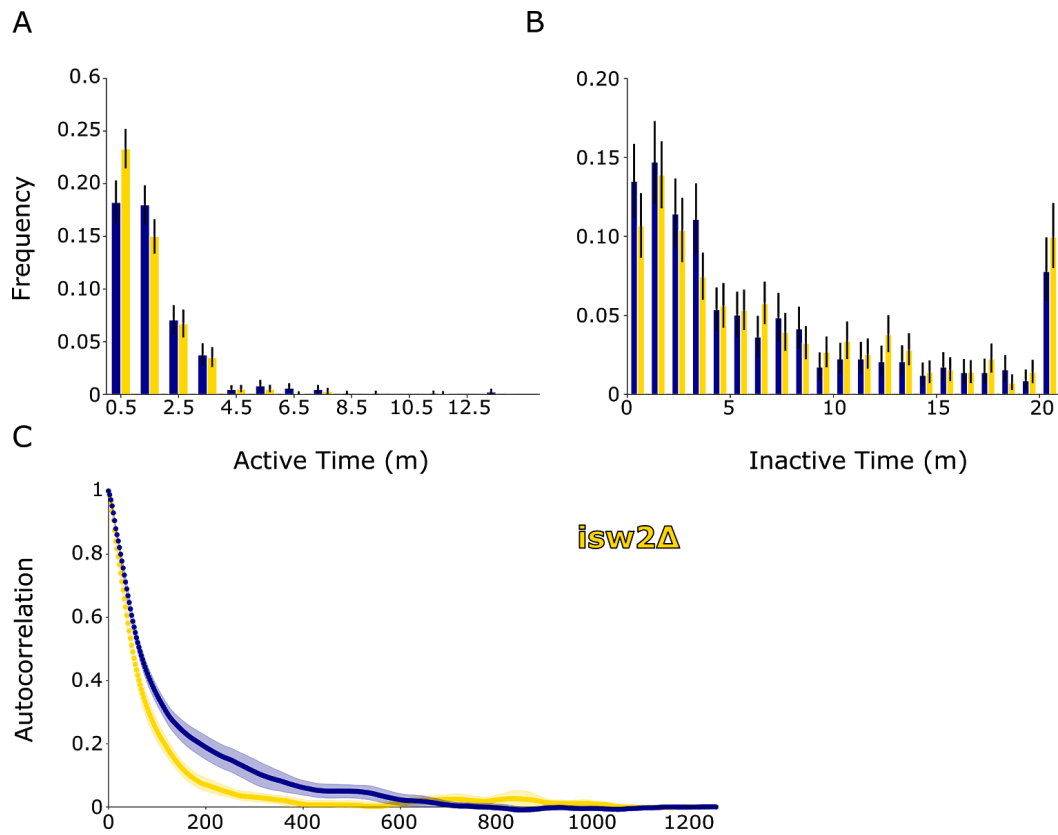 A
B
0.6
0.25
0.20
0.15
0.10
0.05
0
Frequency
0.5 2.5 4.5 6.5 8.5 10.5 12.5
Active Time (m)
0.20
0.15
0.10
0.05
0
0 5 10 15 20
Inactive Time (m)
C
1
0.8
0.6
0.4
0.2
0
Autocorrelation
0 200 400 600 800 1000 1200
isw2Δ